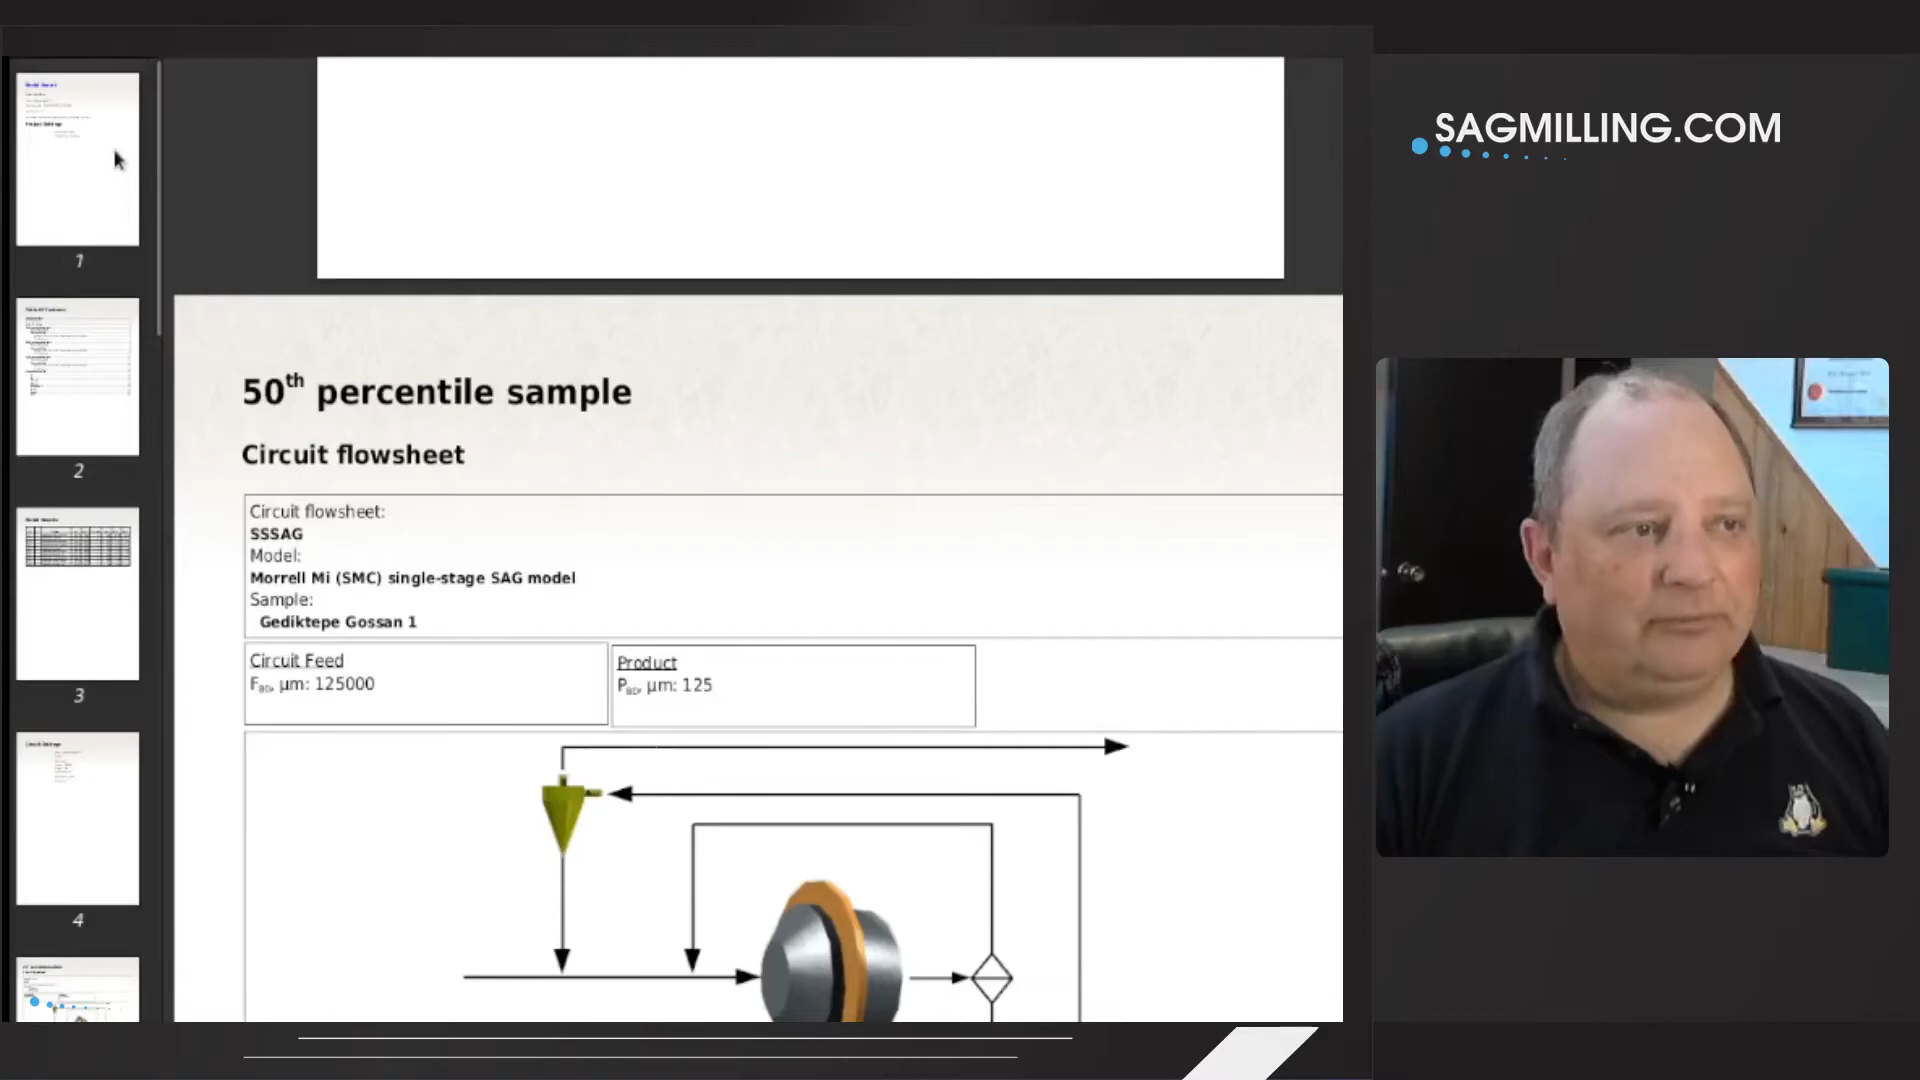 SAGMILLING.COM
50th percentile sample
Circuit flowsheet
Circuit flowsheet:
SSSAG
Model:
Morrell Mi (SMC) single-stage SAG model
Sample:
Gediktepe Gossan 1
Circuit Feed
F80, µm: 125000
Product
P80, µm: 125
1
2
3
4